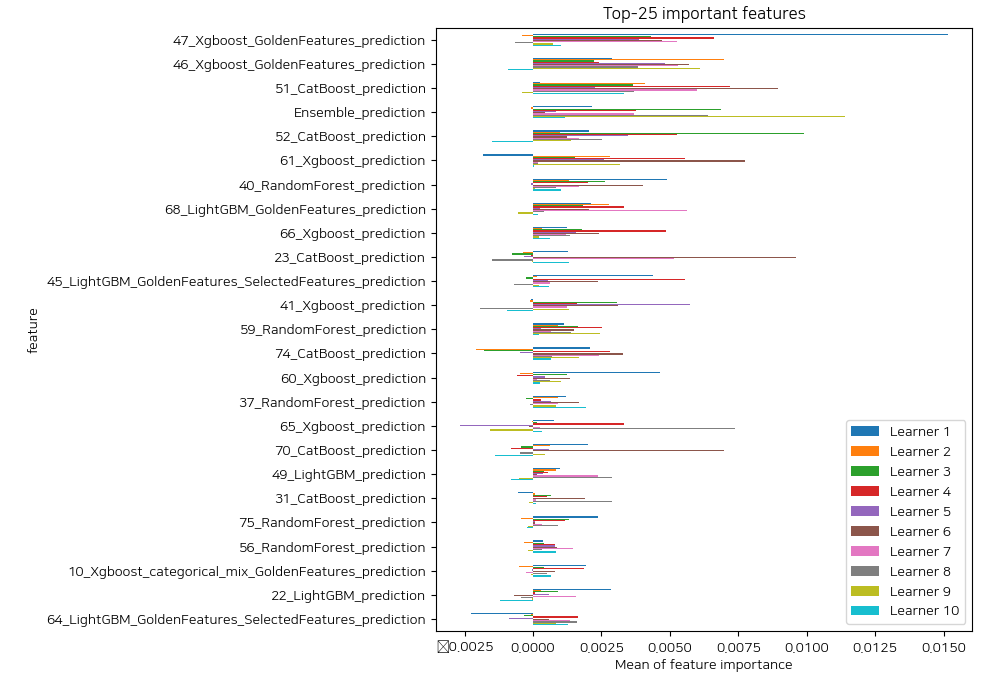 Top-25 important features
47_Xgboost_GoldenFeatures_prediction
46_Xgboost_GoldenFeatures_prediction
51_CatBoost_prediction
Ensemble_prediction
52_CatBoost_prediction
61_Xgboost_prediction
40_RandomForest_prediction
68_LightGBM_GoldenFeatures_prediction
66_Xgboost_prediction
23_CatBoost_prediction
45_LightGBM_GoldenFeatures_SelectedFeatures_prediction
41_Xgboost_prediction
59_RandomForest_prediction
74_CatBoost_prediction
60_Xgboost_prediction
37_RandomForest_prediction
65_Xgboost_prediction
70_CatBoost_prediction
49_LightGBM_prediction
31_CatBoost_prediction
75_RandomForest_prediction
56_RandomForest_prediction
10_Xgboost_categorical_mix_GoldenFeatures_prediction
22_LightGBM_prediction
64_LightGBM_GoldenFeatures_SelectedFeatures_prediction
feature
Learner 1
Learner 2
Learner 3
Learner 4
Learner 5
Learner 6
Learner 7
Learner 8
Learner 9
Learner 10
0.0025 0.0000 0.0025 0.0050 0.0075 0.0100 0.0125 0.0150
Mean of feature importance